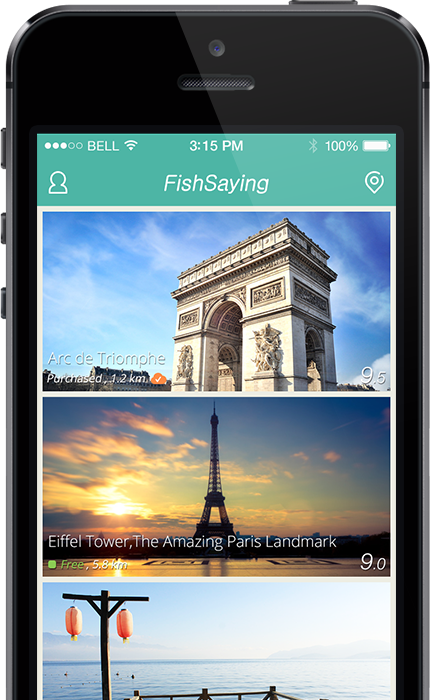 BELL 3:15 PM 100%
FishSaying
Arc de Triomphe
Purchased , 1.2 km
9.5
Eiffel Tower,The Amazing Paris Landmark
Free , 5.8 km
9.0